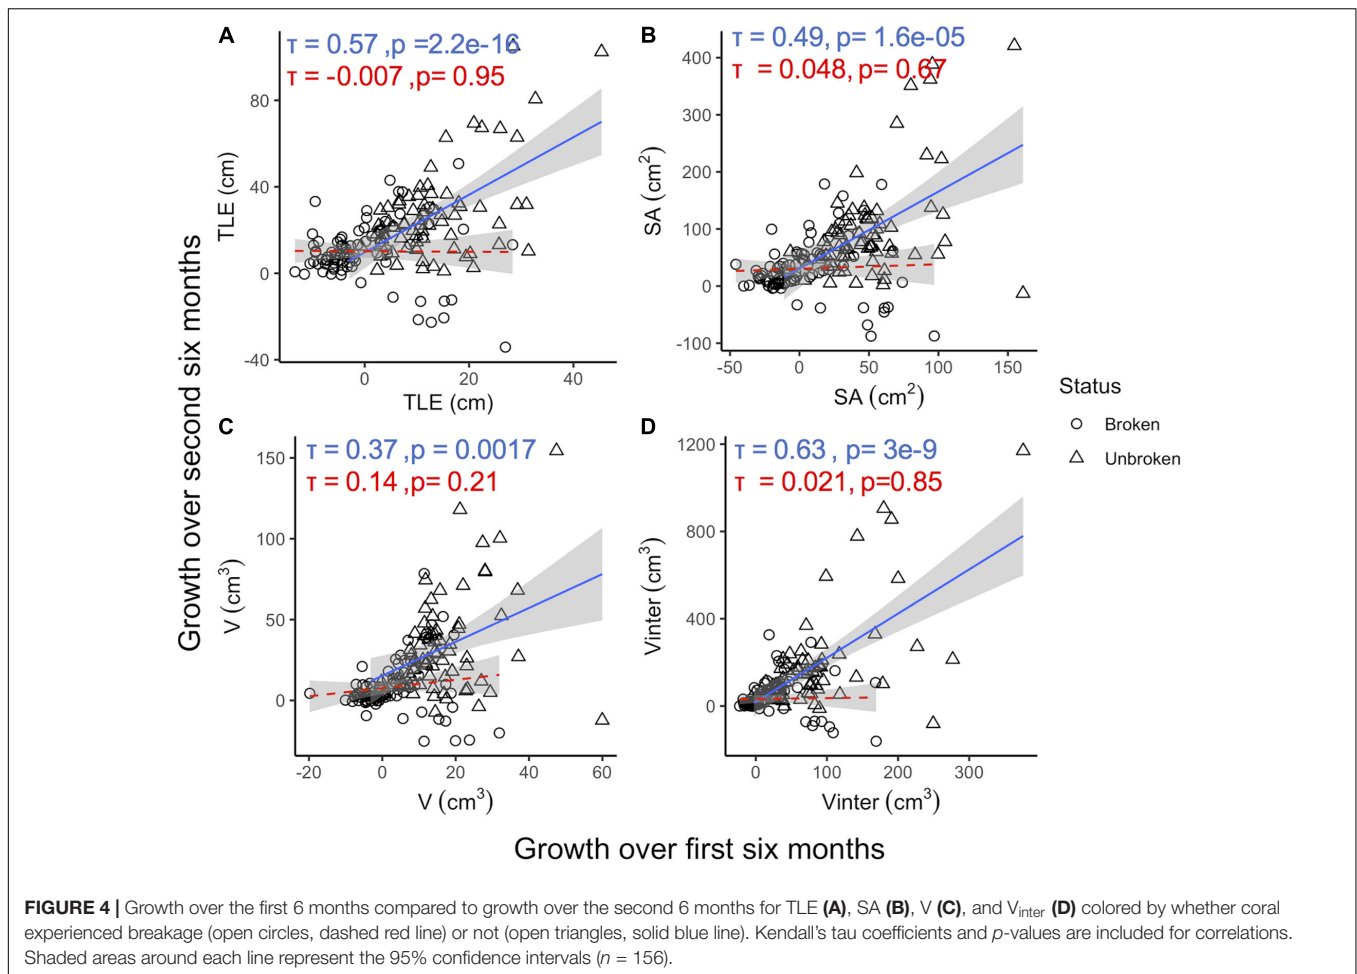 A
τ = 0.57 ,p =2.2e-16
τ = -0.007 ,p= 0.95
80
40
0
-40
TLE (cm)
0 20 40
TLE (cm)
B
τ = 0.49, p= 1.6e-05
τ = 0.048, p= 0.67
400
300
200
100
0
-100
SA (cm²)
-50 0 50 100 150
SA (cm²)
Growth over second six months
C
τ = 0.37 ,p = 0.0017
τ = 0.14 ,p= 0.21
150
100
50
0
V (cm³)
-20 0 20 40 60
V (cm³)
D
τ = 0.63 , p= 3e-9
τ = 0.021, p=0.85
1200
800
400
0
Vinter (cm³)
0 100 200 300
Vinter (cm³)
Status
Broken
Unbroken
Growth over first six months
FIGURE 4 | Growth over the first 6 months compared to growth over the second 6 months for TLE (A), SA (B), V (C), and Vinter (D) colored by whether coral
experienced breakage (open circles, dashed red line) or not (open triangles, solid blue line). Kendall's tau coefficients and p-values are included for correlations.
Shaded areas around each line represent the 95% confidence intervals (n = 156).